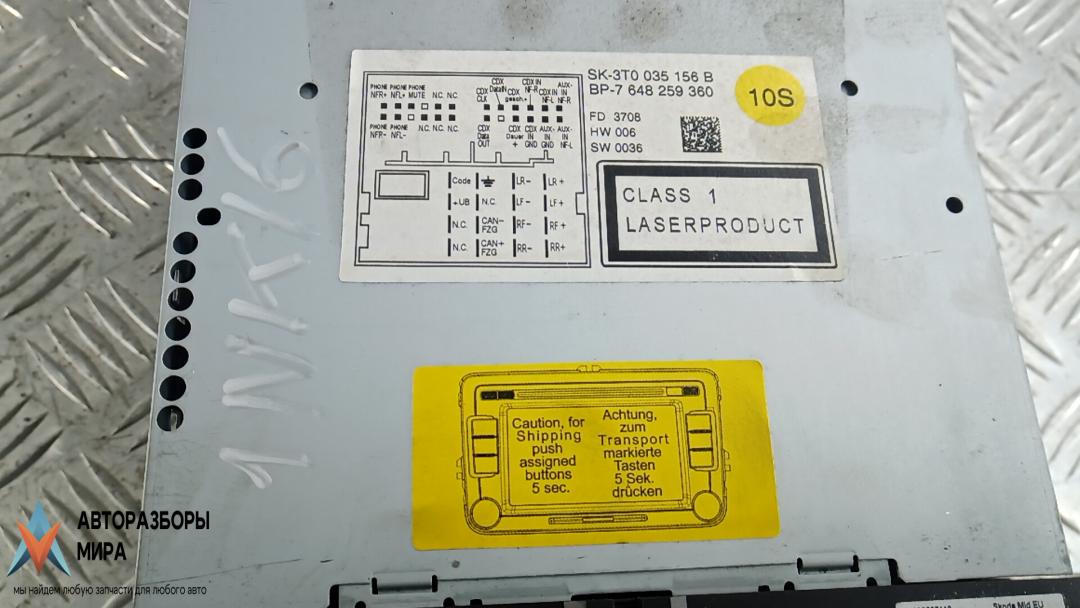 SK-3T0 035 156 B
BP-7 648 259 360
10S
FD 3708
HW 006
SW 0036
CLASS 1
LASERPRODUCT
PHONE NFR+ PHONE NFL+ PHONE MUTE N.C. N.C.
CDX CLK CDX DataIN CDX gesch.+ CDX IN NF-R CDX IN NF-L AUX-IN NF-R
PHONE NFR- PHONE NFL- N.C. N.C. N.C.
CDX Data OUT CDX Dauer + CDX IN GND AUX-IN GND AUX-IN NF-L
Code LR- LR+
+UB N.C. LF- LF+
N.C. CAN- FZG RF- RF+
N.C. CAN+ FZG RR- RR+
1NK16
Caution, for
Shipping
push
assigned
buttons
5 sec.
Achtung,
zum
Transport
markierte
Tasten
5 Sek.
drücken
АВТОРАЗБОРЫ
МИРА
мы найдем любую запчасти для любого авто
Skoda Mid EU